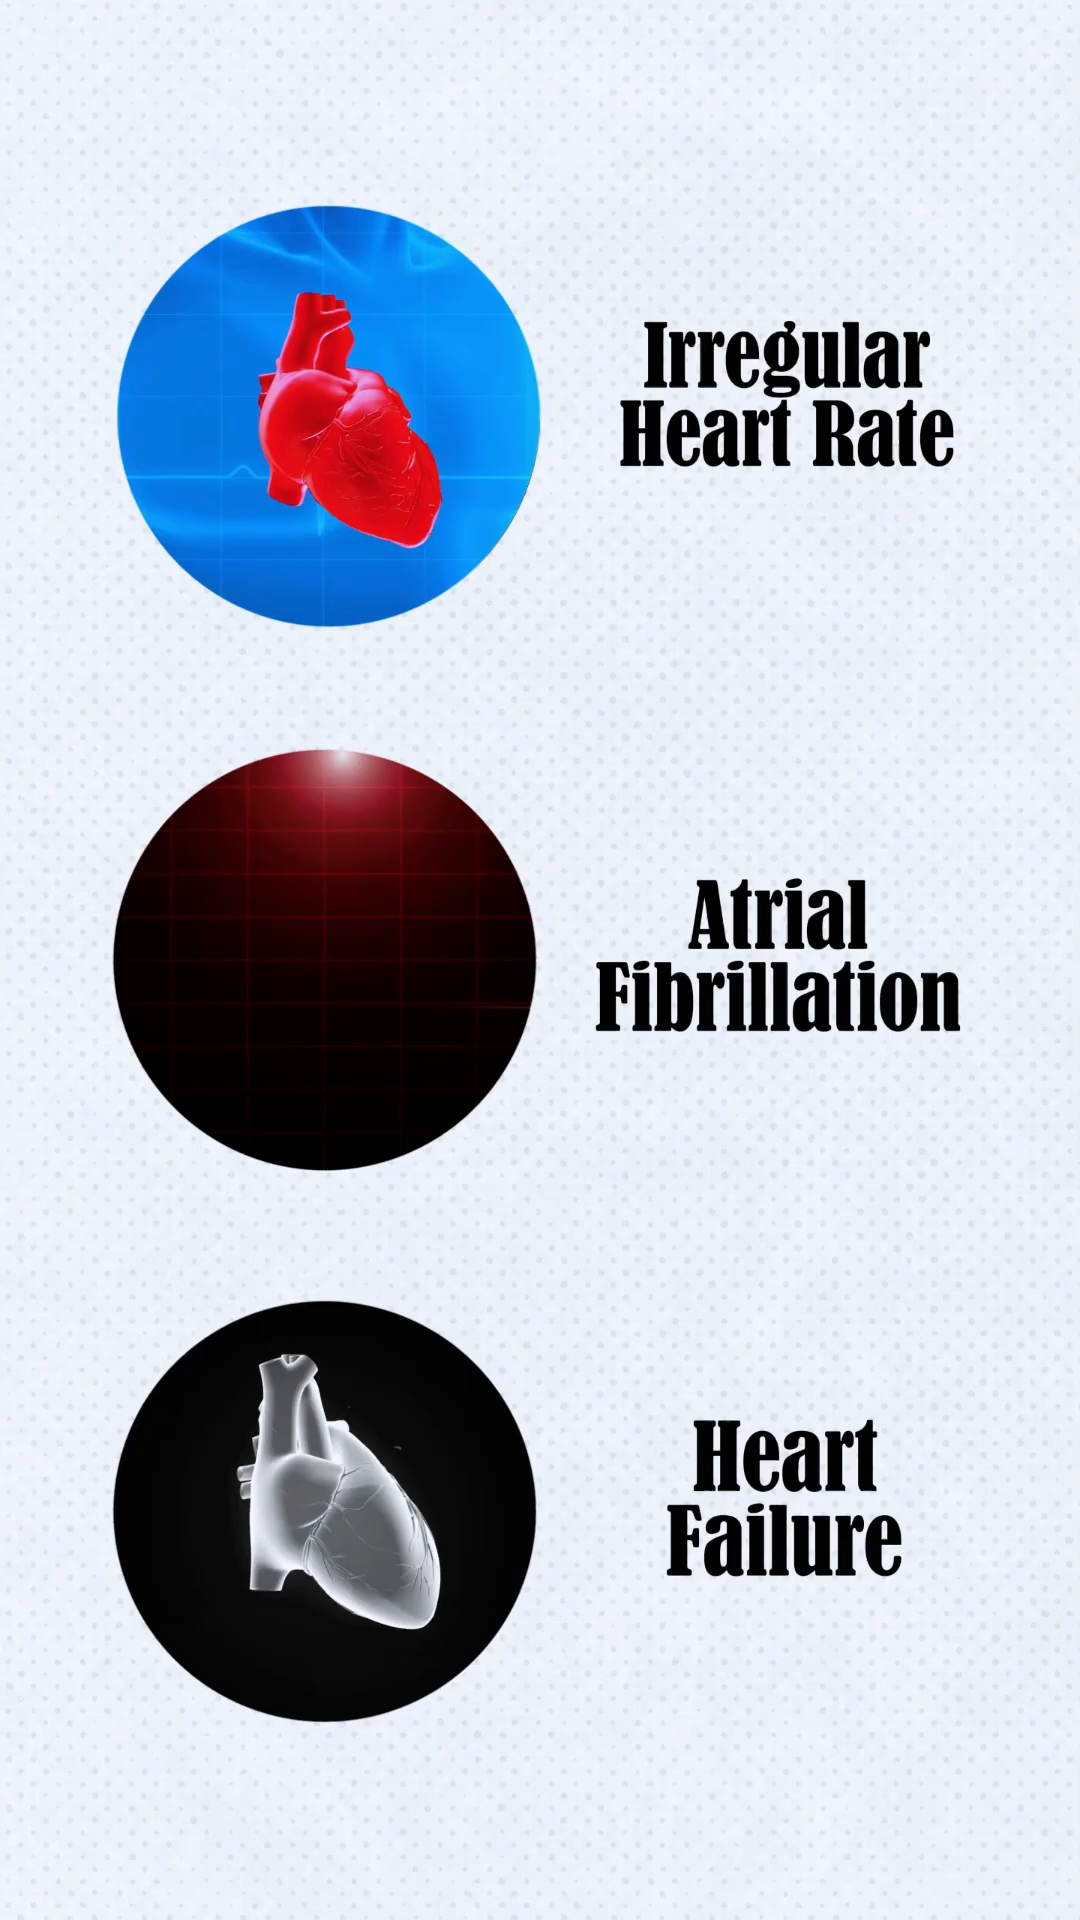 Irregular
Heart Rate
Atrial
Fibrillation
Heart
Failure